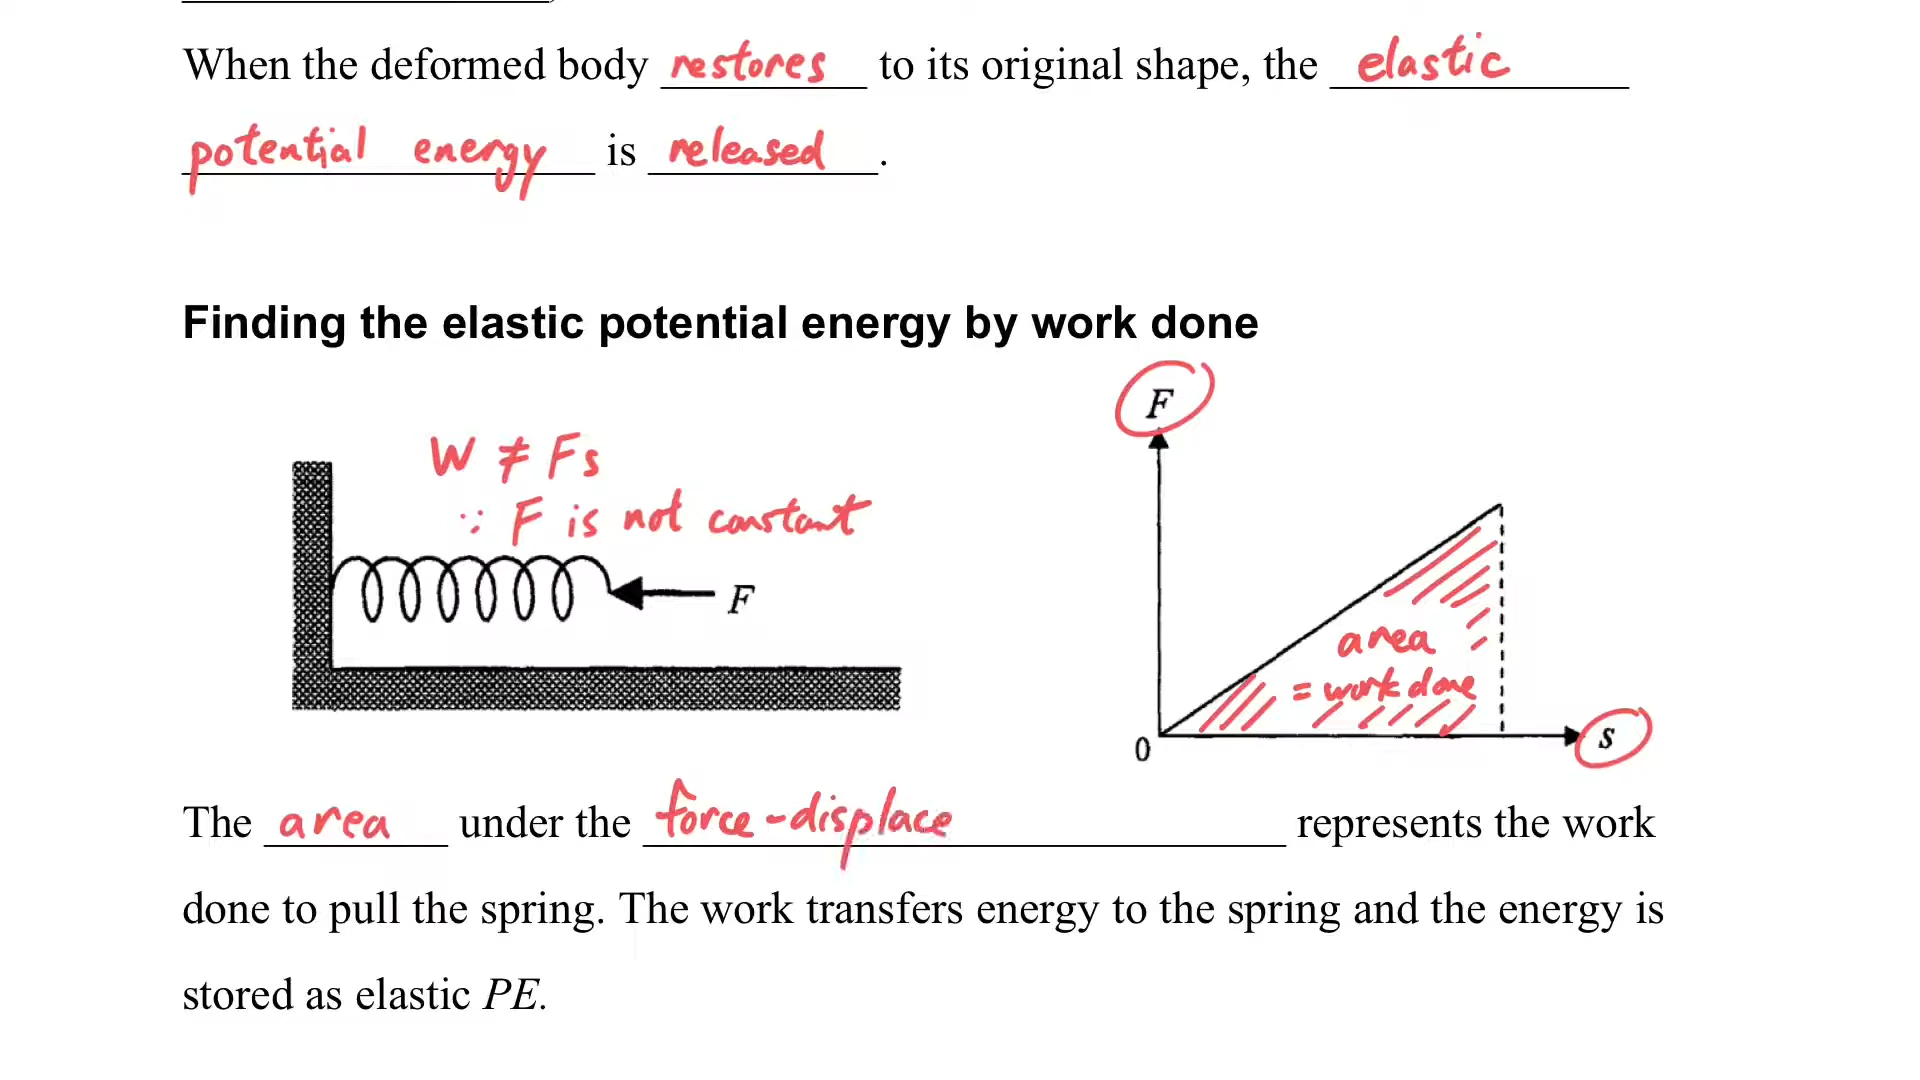 When the deformed body restores to its original shape, the elastic
potential energy is released.
Finding the elastic potential energy by work done
W ≠ Fs
∵ F is not constant
F
F
area
= work done
0
s
The area under the force-displace represents the work
done to pull the spring. The work transfers energy to the spring and the energy is
stored as elastic PE.